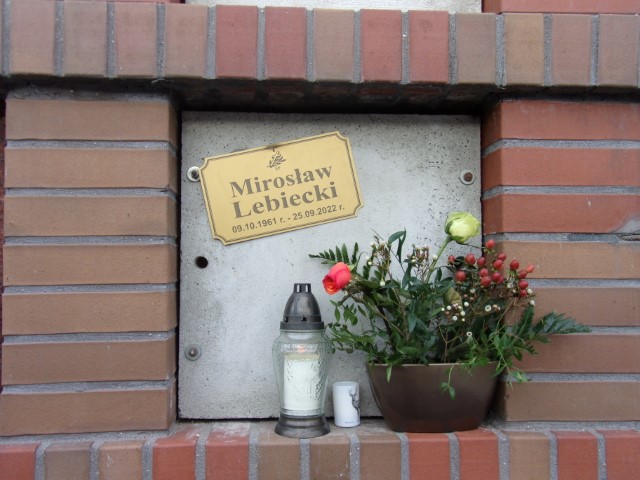 Mirosław
Lebiecki
09.10.1961 r. - 25.09.2022 r.